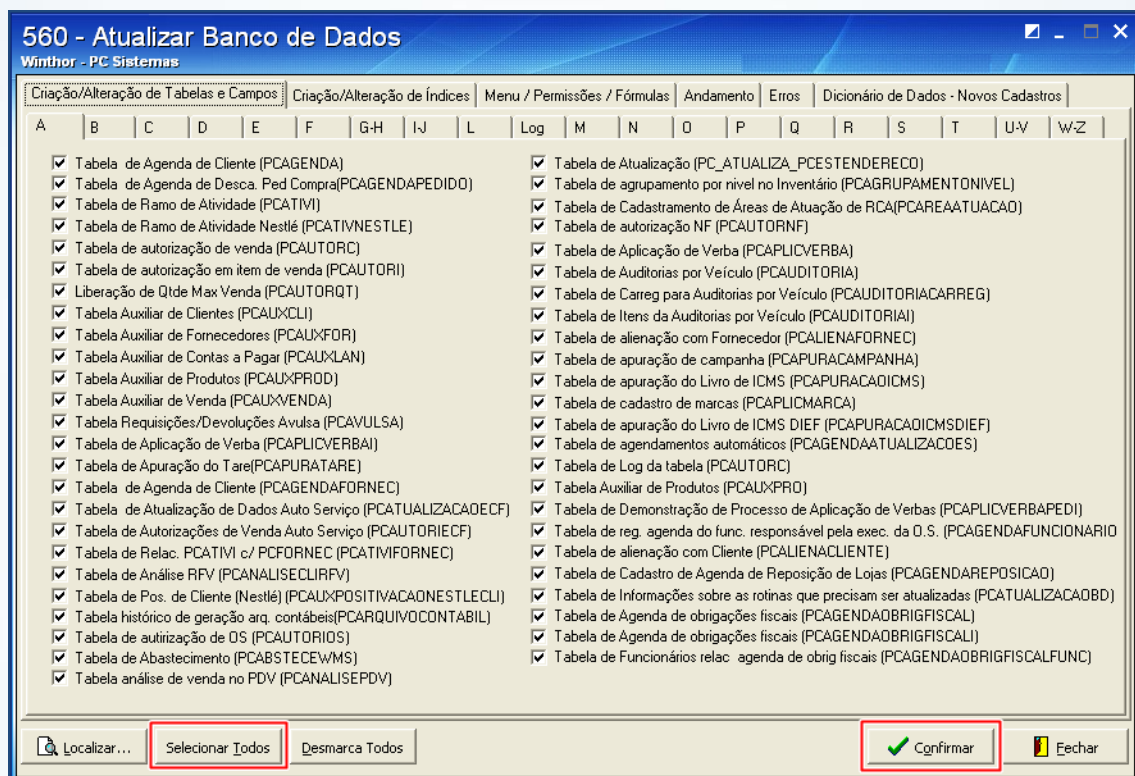 560 - Atualizar Banco de Dados
Winthor - PC Sistemas
Criação/Alteração de Tabelas e Campos Criação/Alteração de Índices Menu / Permissões / Fórmulas Andamento Erros Dicionário de Dados - Novos Cadastros
A B C D E F G-H I-J L Log M N O P Q R S T U-V W-Z
Tabela de Agenda de Cliente (PCAGENDA)
Tabela de Agenda de Desca. Ped Compra(PCAGENDAPEDIDO)
Tabela de Ramo de Atividade (PCATIVI)
Tabela de Ramo de Atividade Nestlé (PCATIVNESTLE)
Tabela de autorização de venda (PCAUTORC)
Tabela de autorização em item de venda (PCAUTORI)
Liberação de Qtde Max Venda (PCAUTORQT)
Tabela Auxiliar de Clientes (PCAUXCLI)
Tabela Auxiliar de Fornecedores (PCAUXFOR)
Tabela Auxiliar de Contas a Pagar (PCAUXLAN)
Tabela Auxiliar de Produtos (PCAUXPROD)
Tabela Auxiliar de Venda (PCAUXVENDA)
Tabela Requisições/Devoluções Avulsa (PCAVULSA)
Tabela de Aplicação de Verba (PCAPLICVERBAI)
Tabela de Apuração do Tare(PCAPURATARE)
Tabela de Agenda de Cliente (PCAGENDAFORNEC)
Tabela de Atualização de Dados Auto Serviço (PCATUALIZACAOECF)
Tabela de Autorizações de Venda Auto Serviço (PCAUTORIECF)
Tabela de Relac. PCATIVI c/ PCFORNEC (PCATIVIFORNEC)
Tabela de Análise RFV (PCANALISECLIRFV)
Tabela de Pos. de Cliente (Nestlé) (PCAUXPOSITIVACAONESTLECLI)
Tabela histórico de geração arq. contábeis(PCARQUIVOCONTABIL)
Tabela de autirização de OS (PCAUTORIOS)
Tabela de Abastecimento (PCABSTECEWMS)
Tabela análise de venda no PDV (PCANALISEPDV)
Tabela de Atualização (PC_ATUALIZA_PCESTENDERECO)
Tabela de agrupamento por nivel no Inventário (PCAGRUPAMENTONIVEL)
Tabela de Cadastramento de Áreas de Atuação de RCA(PCAREAATUACAO)
Tabela de autorização NF (PCAUTORNF)
Tabela de Aplicação de Verba (PCAPLICVERBA)
Tabela de Auditorias por Veículo (PCAUDITORIA)
Tabela de Carreg para Auditorias por Veículo (PCAUDITORIACARREG)
Tabela de Itens da Auditorias por Veículo (PCAUDITORIAI)
Tabela de alienação com Fornecedor (PCALIENAFORNEC)
Tabela de apuração de campanha (PCAPURACAMPANHA)
Tabela de apuração do Livro de ICMS (PCAPURACAOICMS)
Tabela de cadastro de marcas (PCAPLICMARCA)
Tabela de apuração do Livro de ICMS DIEF (PCAPURACAOICMSDIEF)
Tabela de agendamentos automáticos (PCAGENDAATUALIZACOES)
Tabela de Log da tabela (PCAUTORC)
Tabela Auxiliar de Produtos (PCAUXPRO)
Tabela de Demonstração de Processo de Aplicação de Verbas (PCAPLICVERBAPEDI)
Tabela de reg. agenda do func. responsável pela exec. da O.S. (PCAGENDAFUNCIONARIO
Tabela de alienação com Cliente (PCALIENACLIENTE)
Tabela de Cadastro de Agenda de Reposição de Lojas (PCAGENDAREPOSICAO)
Tabela de Informações sobre as rotinas que precisam ser atualizadas (PCATUALIZACAOBD)
Tabela de Agenda de obrigações fiscais (PCAGENDAOBRIGFISCAL)
Tabela de Agenda de obrigações fiscais (PCAGENDAOBRIGFISCALI)
Tabela de Funcionários relac agenda de obrig fiscais (PCAGENDAOBRIGFISCALFUNC)
Localizar... Selecionar Todos Desmarca Todos Confirmar Fechar